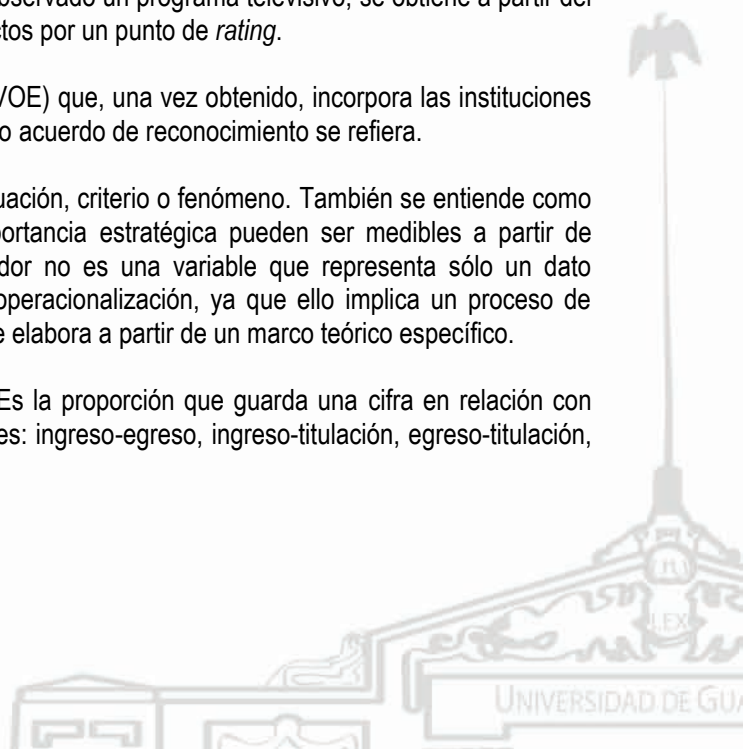 observado un programa televisivo, se obtiene a partir del
ctos por un punto de rating.
VOE) que, una vez obtenido, incorpora las instituciones
o acuerdo de reconocimiento se refiera.
uación, criterio o fenómeno. También se entiende como
portancia estratégica pueden ser medibles a partir de
dor no es una variable que representa sólo un dato
operacionalización, ya que ello implica un proceso de
e elabora a partir de un marco teórico específico.
Es la proporción que guarda una cifra en relación con
es: ingreso-egreso, ingreso-titulación, egreso-titulación,
LEX
UNIVERSIDAD DE GUA